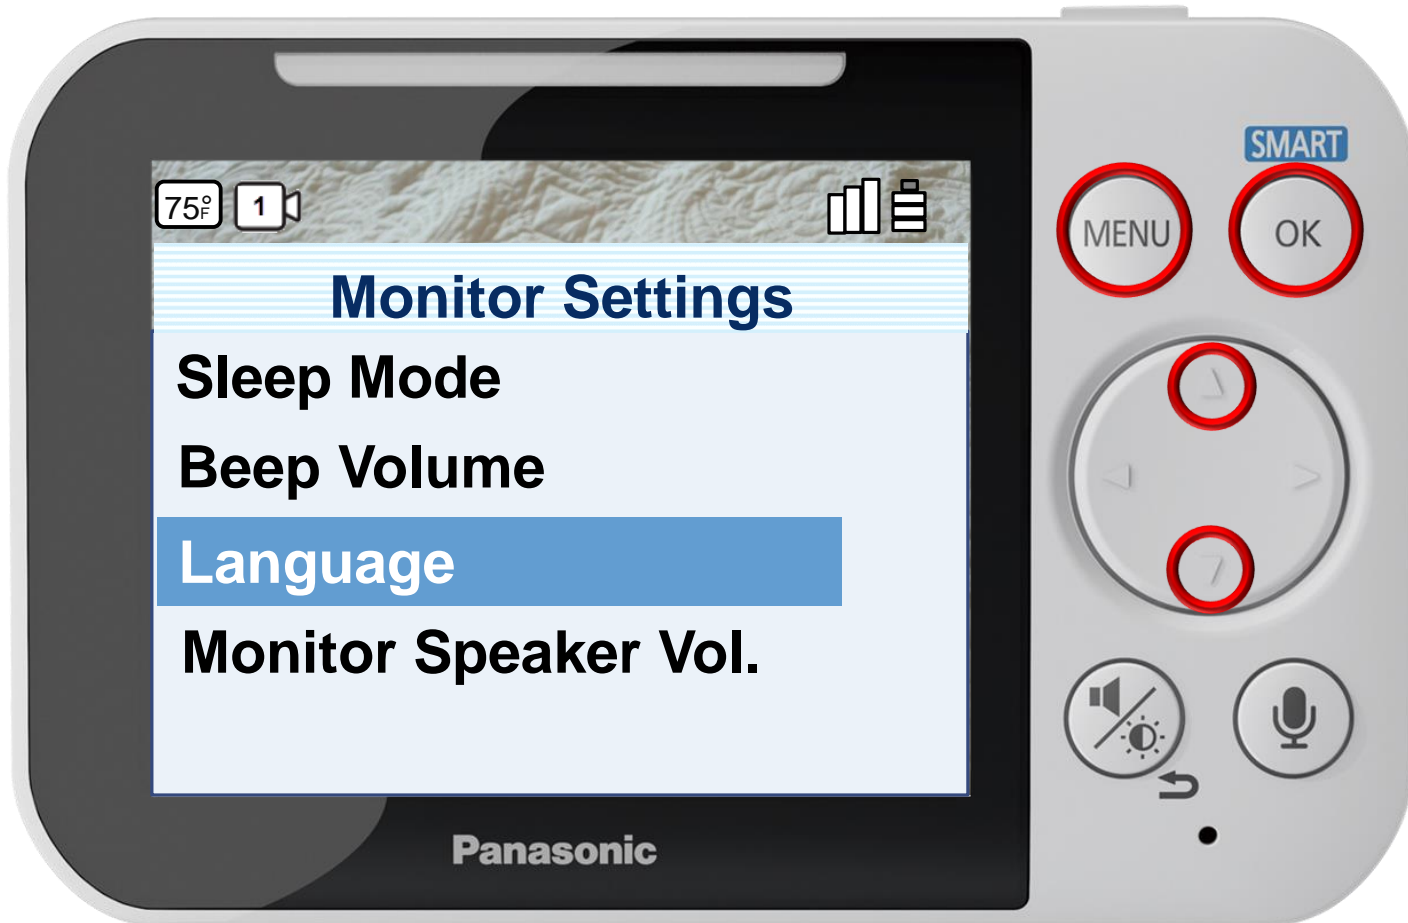 SMART
75°F 1
MENU OK
Monitor Settings
Sleep Mode
Beep Volume
Language
Monitor Speaker Vol.
Panasonic